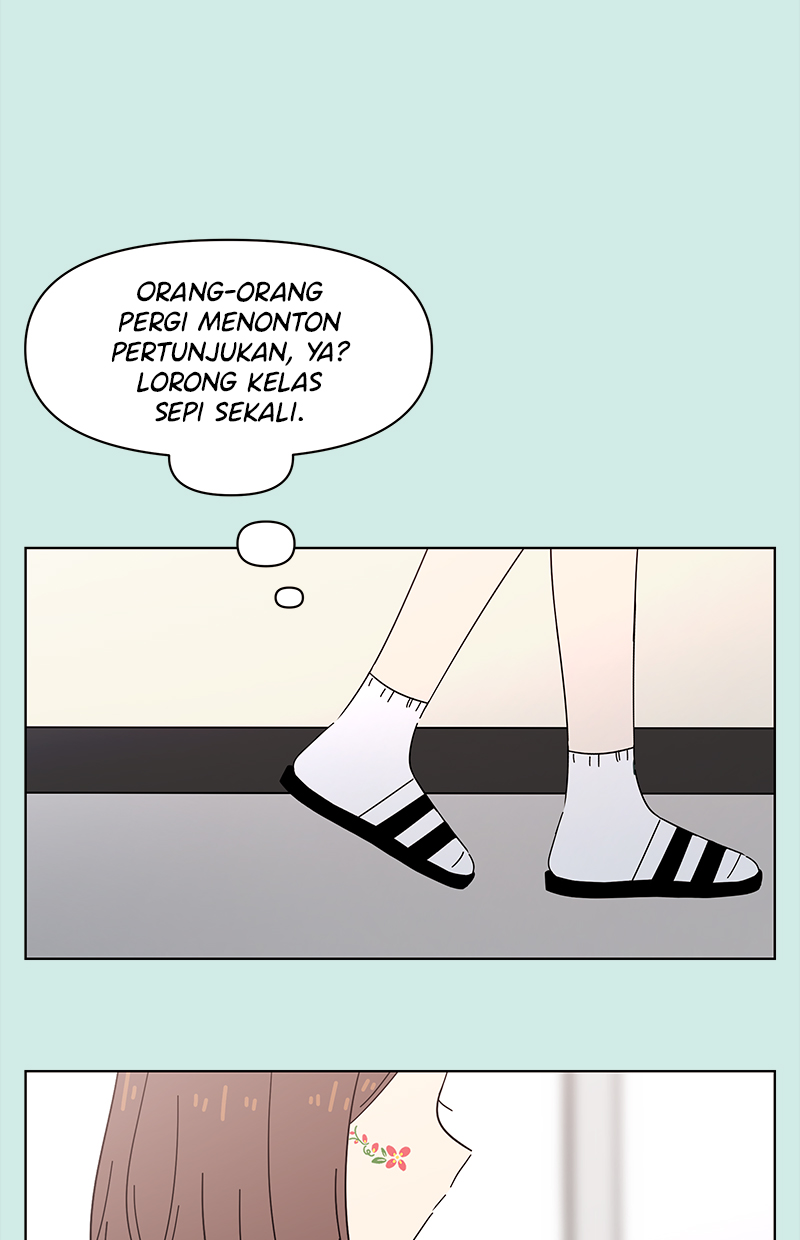 ORANG-ORANG
PERGI MENONTON
PERTUNJUKAN, YA?
LORONG KELAS
SEPI SEKALI.